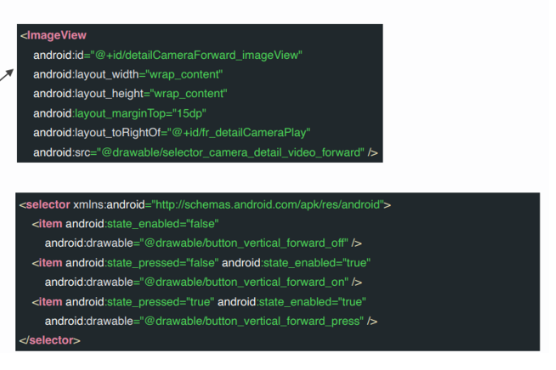 <ImageView
android:id="@+id/detailCameraForward_imageView"
android:layout_width="wrap_content"
android:layout_height="wrap_content"
android:layout_marginTop="15dp"
android:layout_toRightOf="@+id/fr_detailCameraPlay"
android:src="@drawable/selector_camera_detail_video_forward" />
<selector xmlns:android="http://schemas.android.com/apk/res/android">
<item android:state_enabled="false"
android:drawable="@drawable/button_vertical_forward_off" />
<item android:state_pressed="false" android:state_enabled="true"
android:drawable="@drawable/button_vertical_forward_on" />
<item android:state_pressed="true" android:state_enabled="true"
android:drawable="@drawable/button_vertical_forward_press" />
</selector>